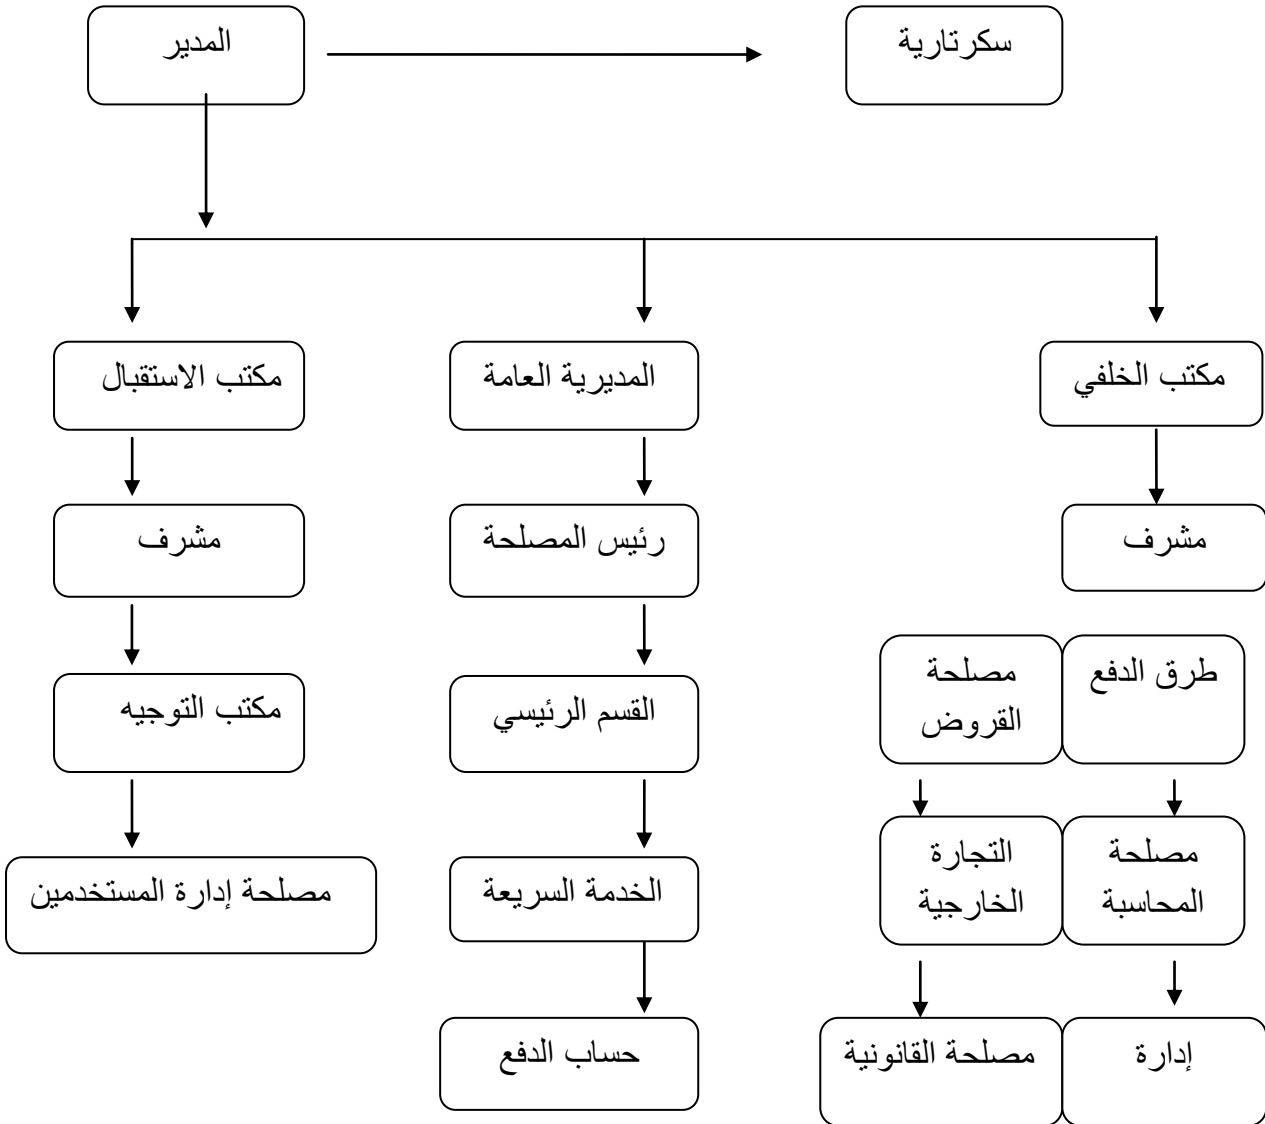 سكرتارية
المدير
مكتب الخلفي
المديرية العامة
مكتب الاستقبال
مشرف
رئيس المصلحة
مشرف
طرق الدفع
مصلحة
القروض
القسم الرئيسي
مكتب التوجيه
مصلحة
المحاسبة
التجارة
الخارجية
الخدمة السريعة
مصلحة إدارة المستخدمين
إدارة
مصلحة القانونية
حساب الدفع